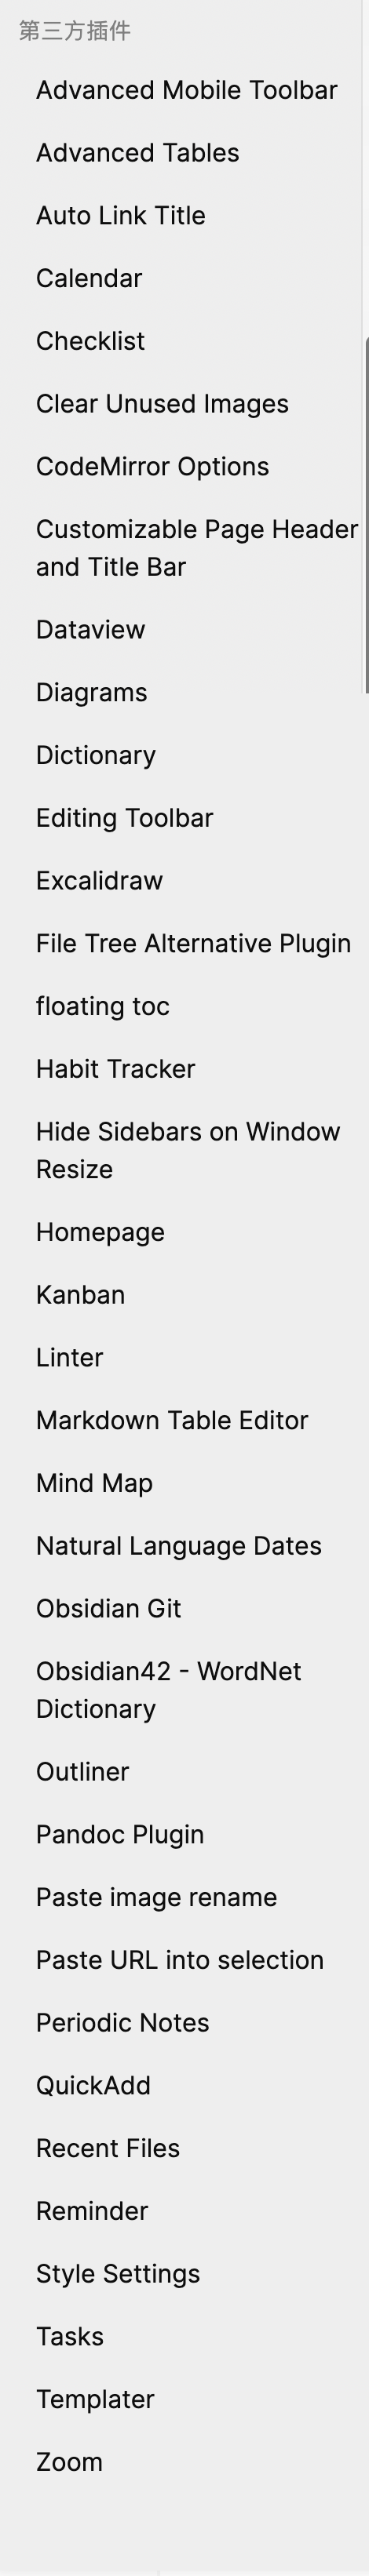 第三方插件
Advanced Mobile Toolbar
Advanced Tables
Auto Link Title
Calendar
Checklist
Clear Unused Images
CodeMirror Options
Customizable Page Header
and Title Bar
Dataview
Diagrams
Dictionary
Editing Toolbar
Excalidraw
File Tree Alternative Plugin
floating toc
Habit Tracker
Hide Sidebars on Window
Resize
Homepage
Kanban
Linter
Markdown Table Editor
Mind Map
Natural Language Dates
Obsidian Git
Obsidian42 - WordNet
Dictionary
Outliner
Pandoc Plugin
Paste image rename
Paste URL into selection
Periodic Notes
QuickAdd
Recent Files
Reminder
Style Settings
Tasks
Templater
Zoom